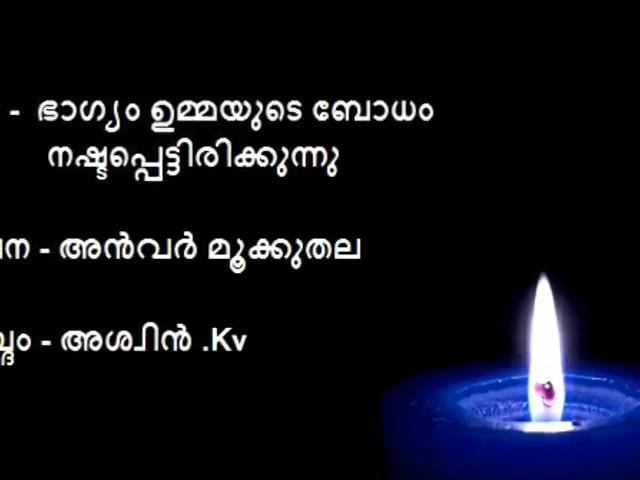 - ഭാഗ്യം ഉമ്മയുടെ ബോധം
നഷ്ടപ്പെട്ടിരിക്കുന്നു
- അൻവർ മൂക്കുതല
- അശ്വിൻ .Kv